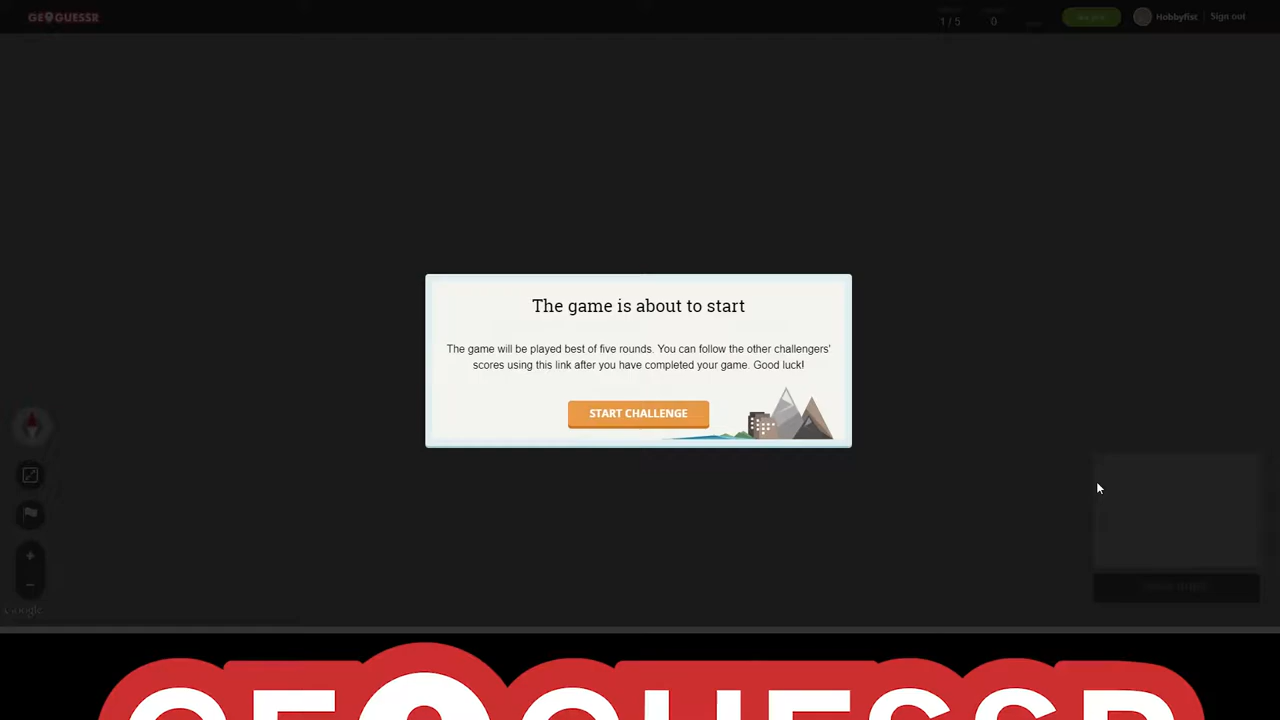 GEOGUESSR
1 / 5
0
Hobbyfist
Sign out
The game is about to start
The game will be played best of five rounds. You can follow the other challengers'
scores using this link after you have completed your game. Good luck!
START CHALLENGE
Google
GEOGUESSR